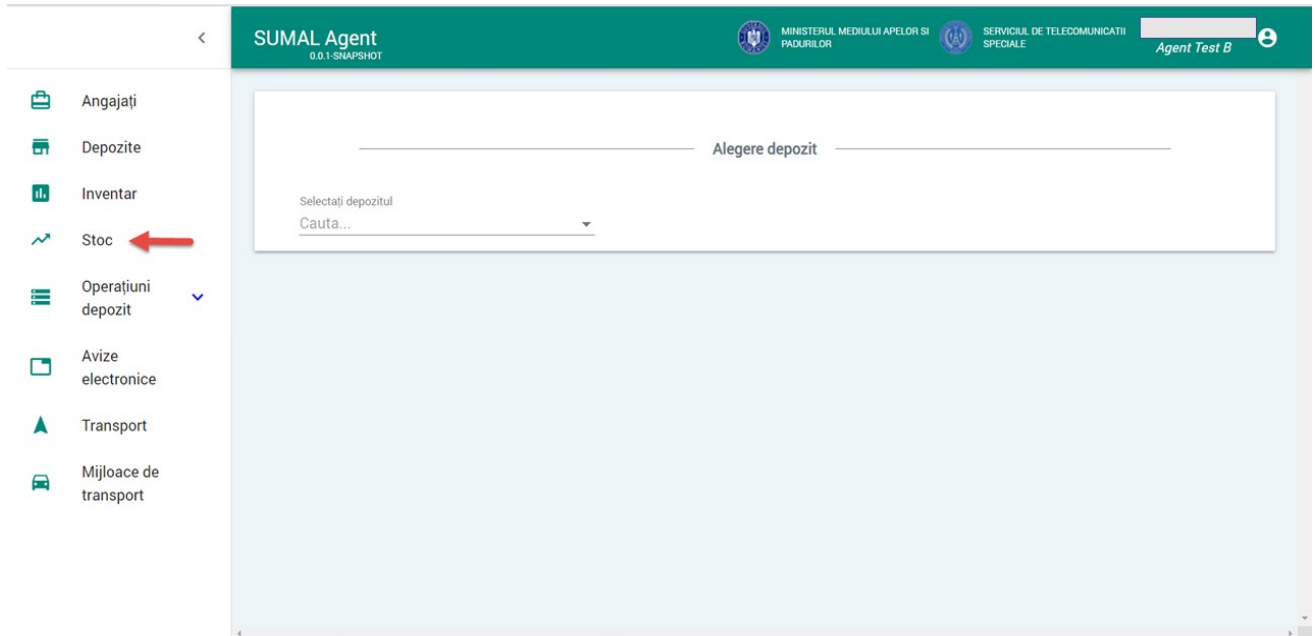 SUMAL Agent
0.0.1-SNAPSHOT
MINISTERUL MEDIULUI APELOR SI
PADURILOR
SERVICIUL DE TELECOMUNICATII
SPECIALE
Agent Test B
Angajați
Depozite
Inventar
Stoc
Operațiuni
depozit
Avize
electronice
Transport
Mijloace de
transport
Alegere depozit
Selectați depozitul
Cauta...